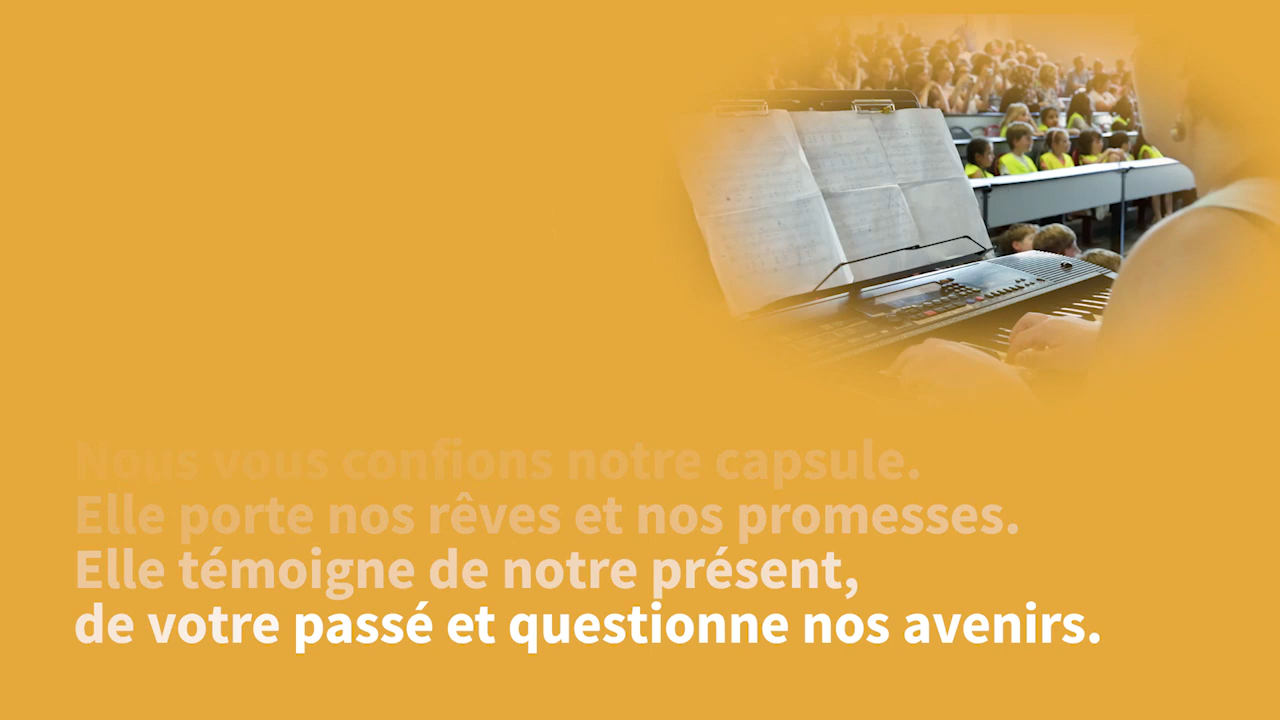 Nous vous confions notre capsule.
Elle porte nos rêves et nos promesses.
Elle témoigne de notre présent,
de votre passé et questionne nos avenirs.